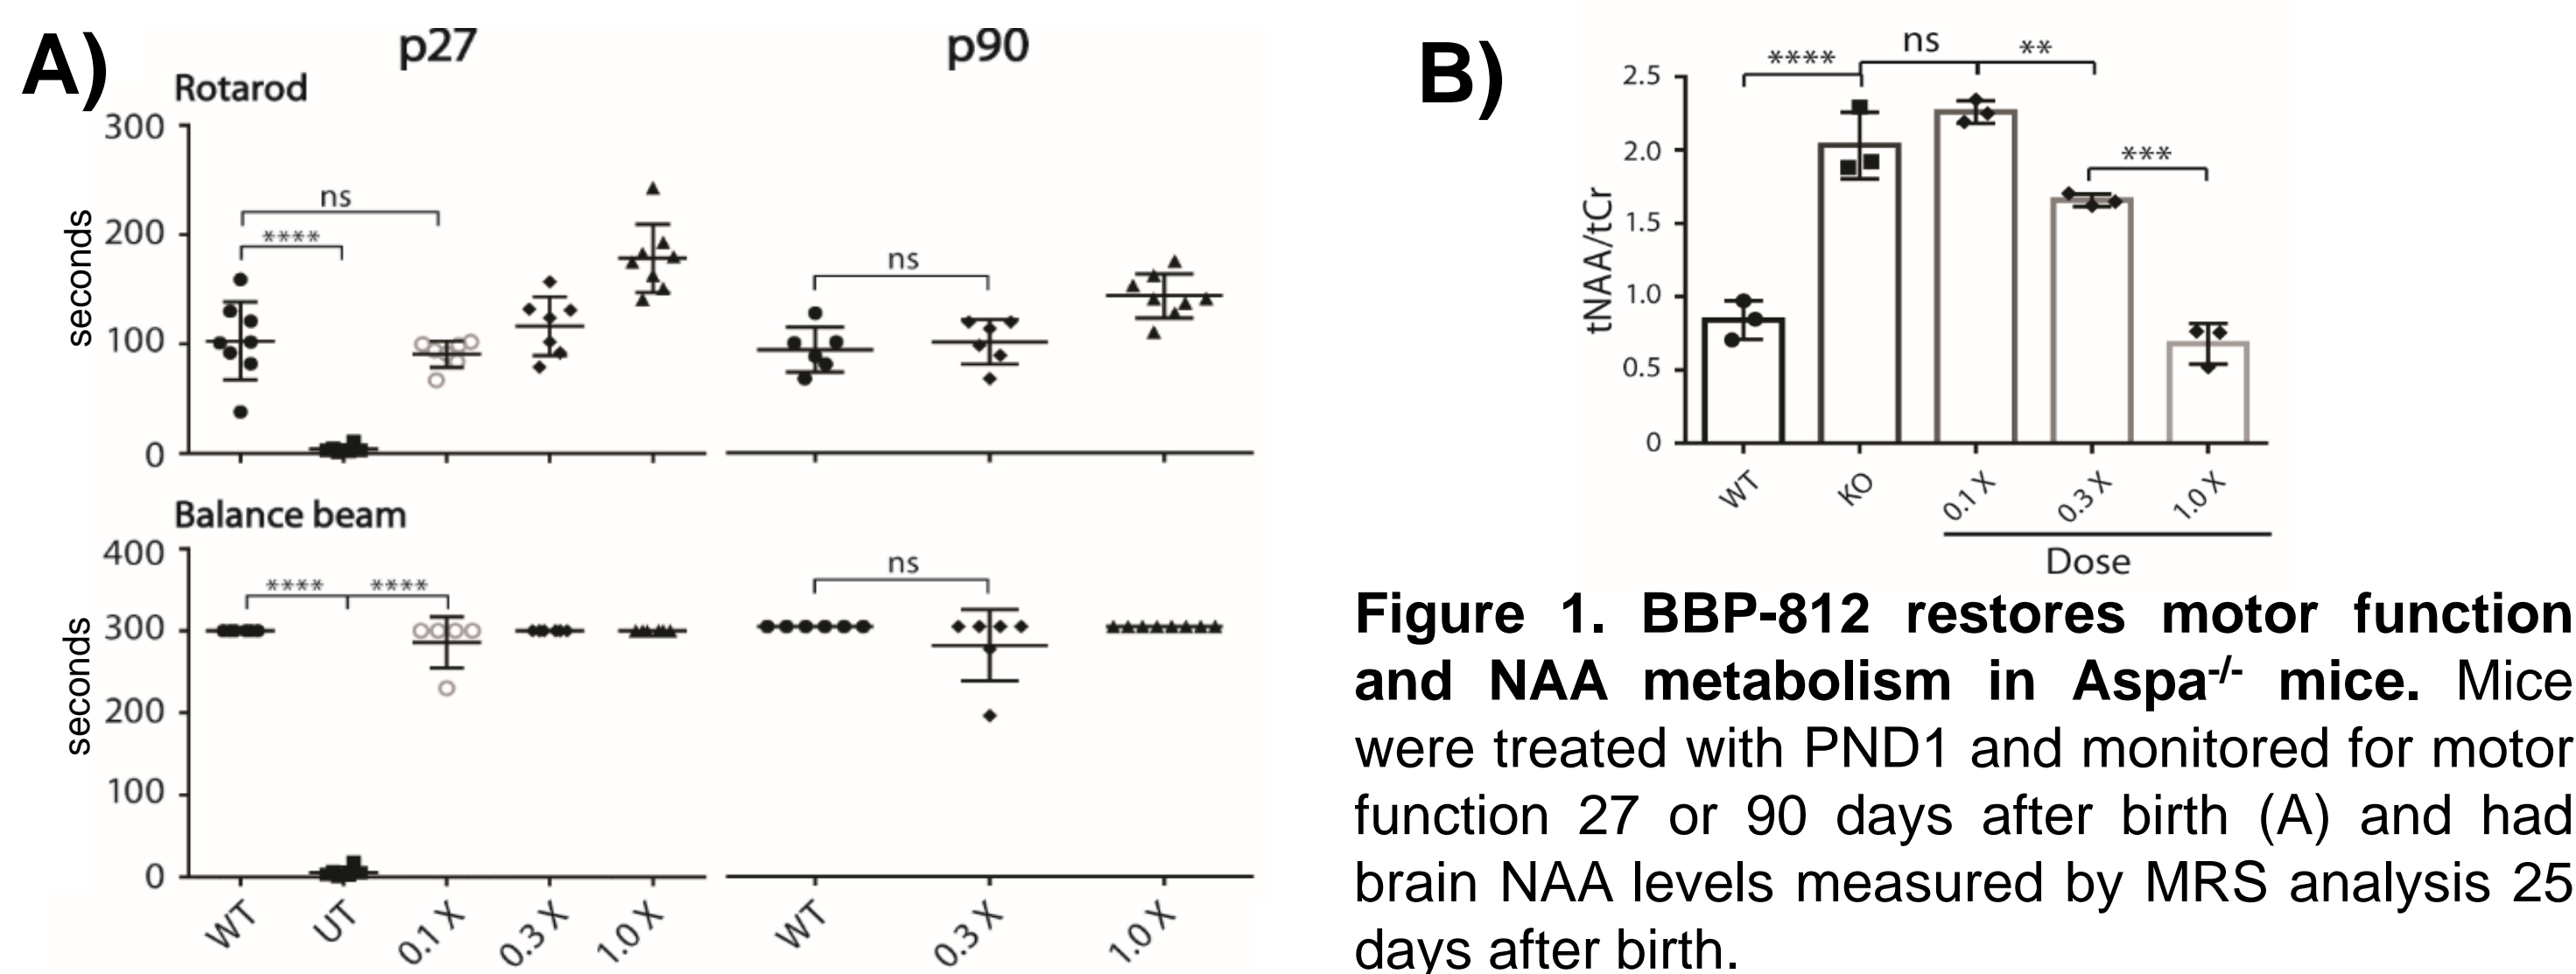 A)
p27
p90
Rotarod
300
200
100
0
seconds
ns
****
ns
Balance beam
400
300
200
100
0
seconds
****
****
ns
WT
UT
0.1 X
0.3 X
1.0 X
WT
0.3 X
1.0 X
B)
tNAA/tCr
2.5
2.0
1.5
1.0
0.5
0
****
ns
**
***
WT
KO
0.1 X
0.3 X
1.0 X
Dose
Figure 1. BBP-812 restores motor function
and NAA metabolism in Aspa-/- mice. Mice
were treated with PND1 and monitored for motor
function 27 or 90 days after birth (A) and had
brain NAA levels measured by MRS analysis 25
days after birth.